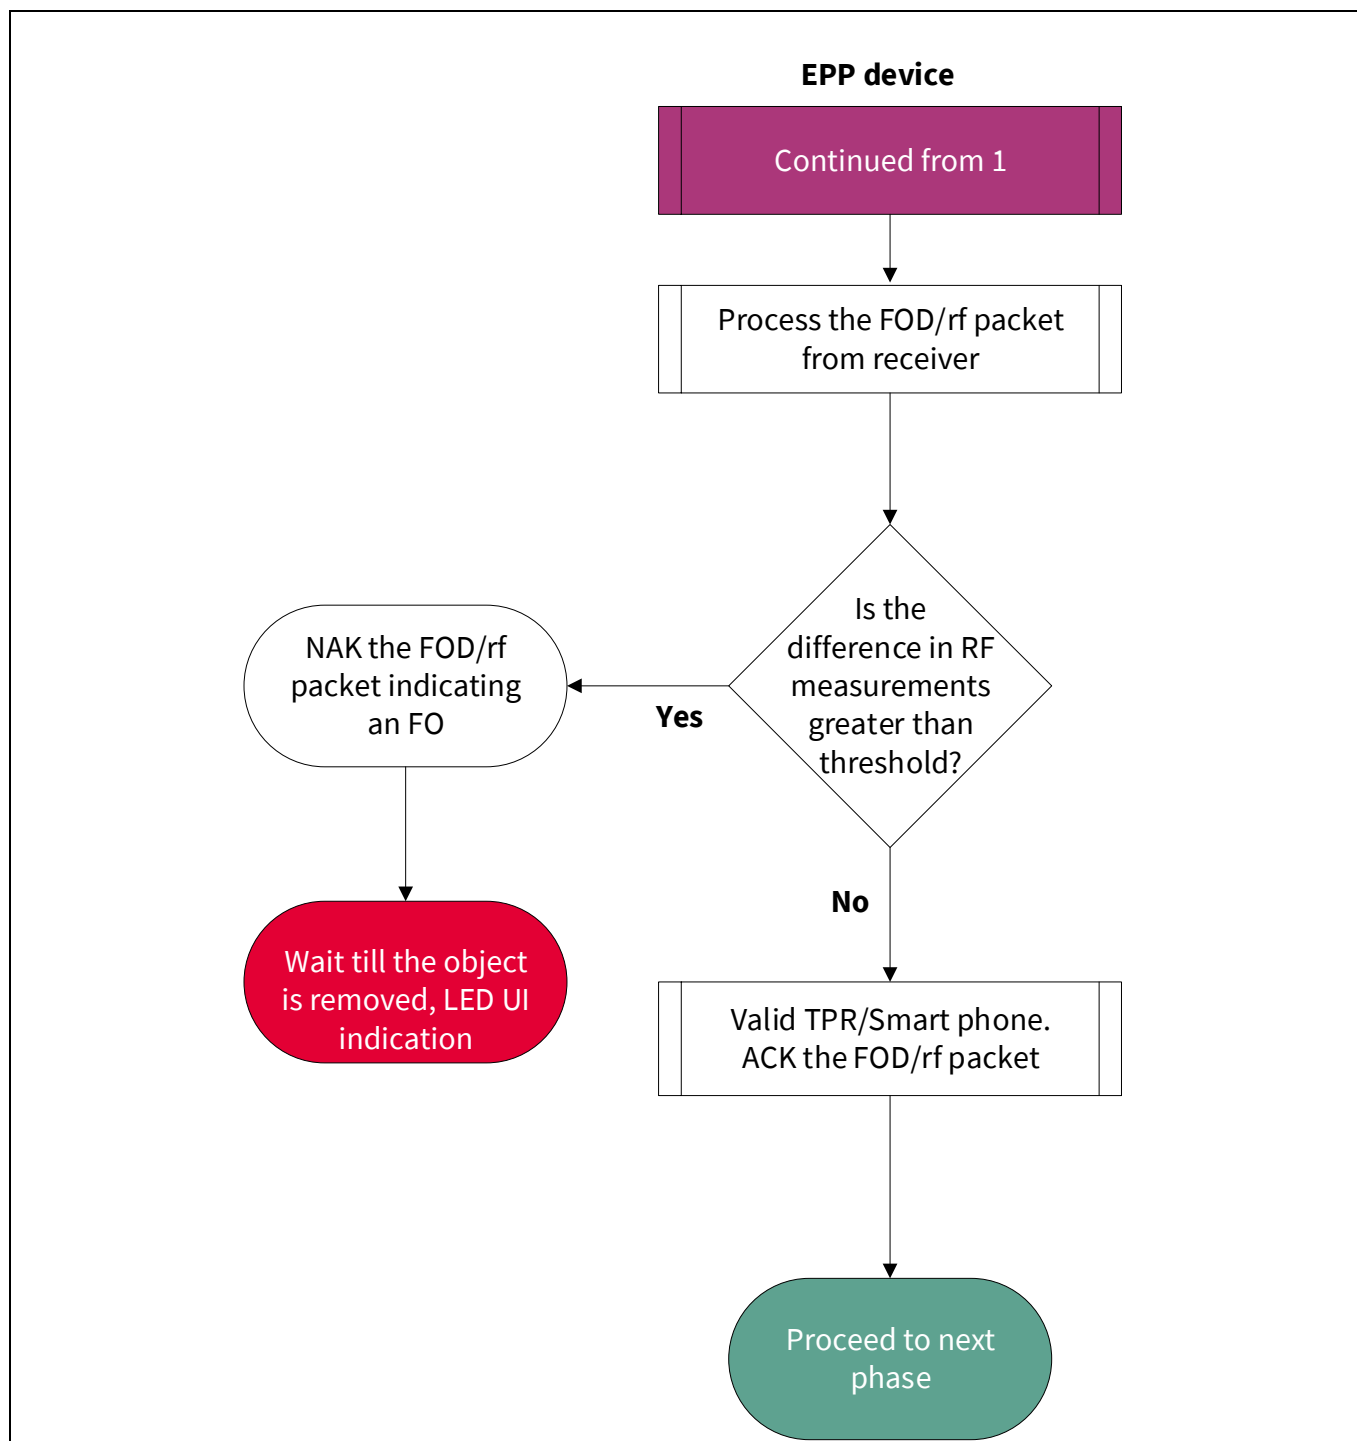 EPP device
Continued from 1
Process the FOD/rf packet
from receiver
Is the
difference in RF
measurements
greater than
threshold?
NAK the FOD/rf
packet indicating
an FO
Yes
Wait till the object
is removed, LED UI
indication
No
Valid TPR/Smart phone.
ACK the FOD/rf packet
Proceed to next
phase